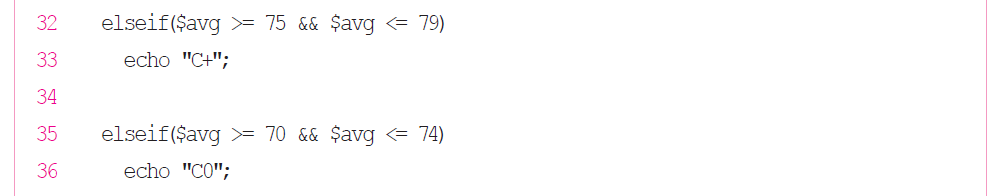 32 elseif($avg >= 75 && $avg <= 79)
33 echo "C+";
34
35 elseif($avg >= 70 && $avg <= 74)
36 echo "C0";